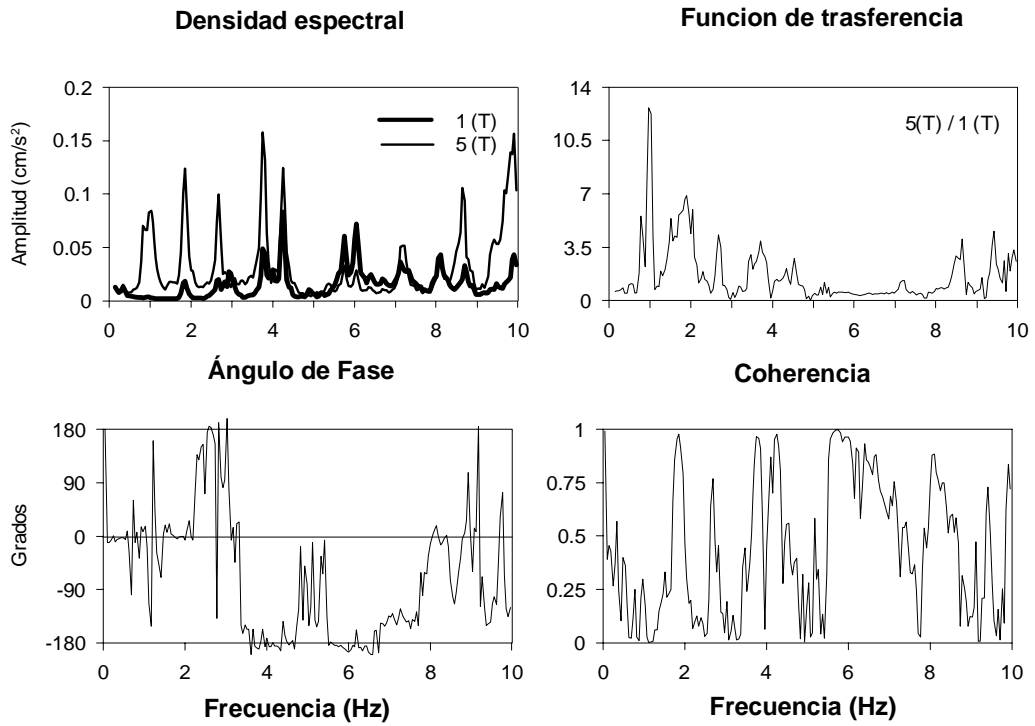 Densidad espectral
Funcion de trasferencia
Amplitud (cm/s²)
0.2
0.15
0.1
0.05
0
1 (T)
5 (T)
0 2 4 6 8 10
14
10.5
7
3.5
0
5(T) / 1 (T)
0 2 4 6 8 10
Ángulo de Fase
Coherencia
Grados
180
90
0
-90
-180
0 2 4 6 8 10
Frecuencia (Hz)
1
0.75
0.5
0.25
0
0 2 4 6 8 10
Frecuencia (Hz)